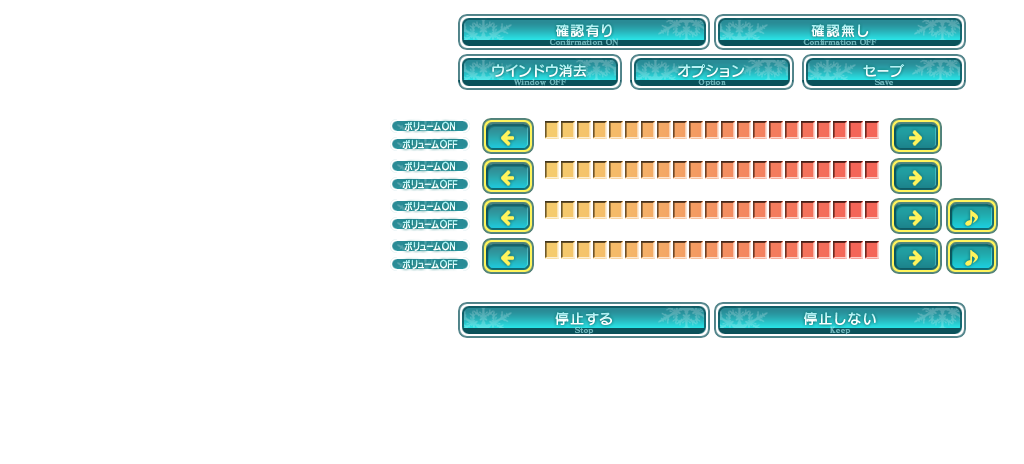 確認有り
Confirmation ON
確認無し
Confirmation OFF
ウインドウ消去
Window OFF
オプション
Option
セーブ
Save
ボリュームON
ボリュームOFF
ボリュームON
ボリュームOFF
ボリュームON
ボリュームOFF
ボリュームON
ボリュームOFF
停止する
Stop
停止しない
Keep